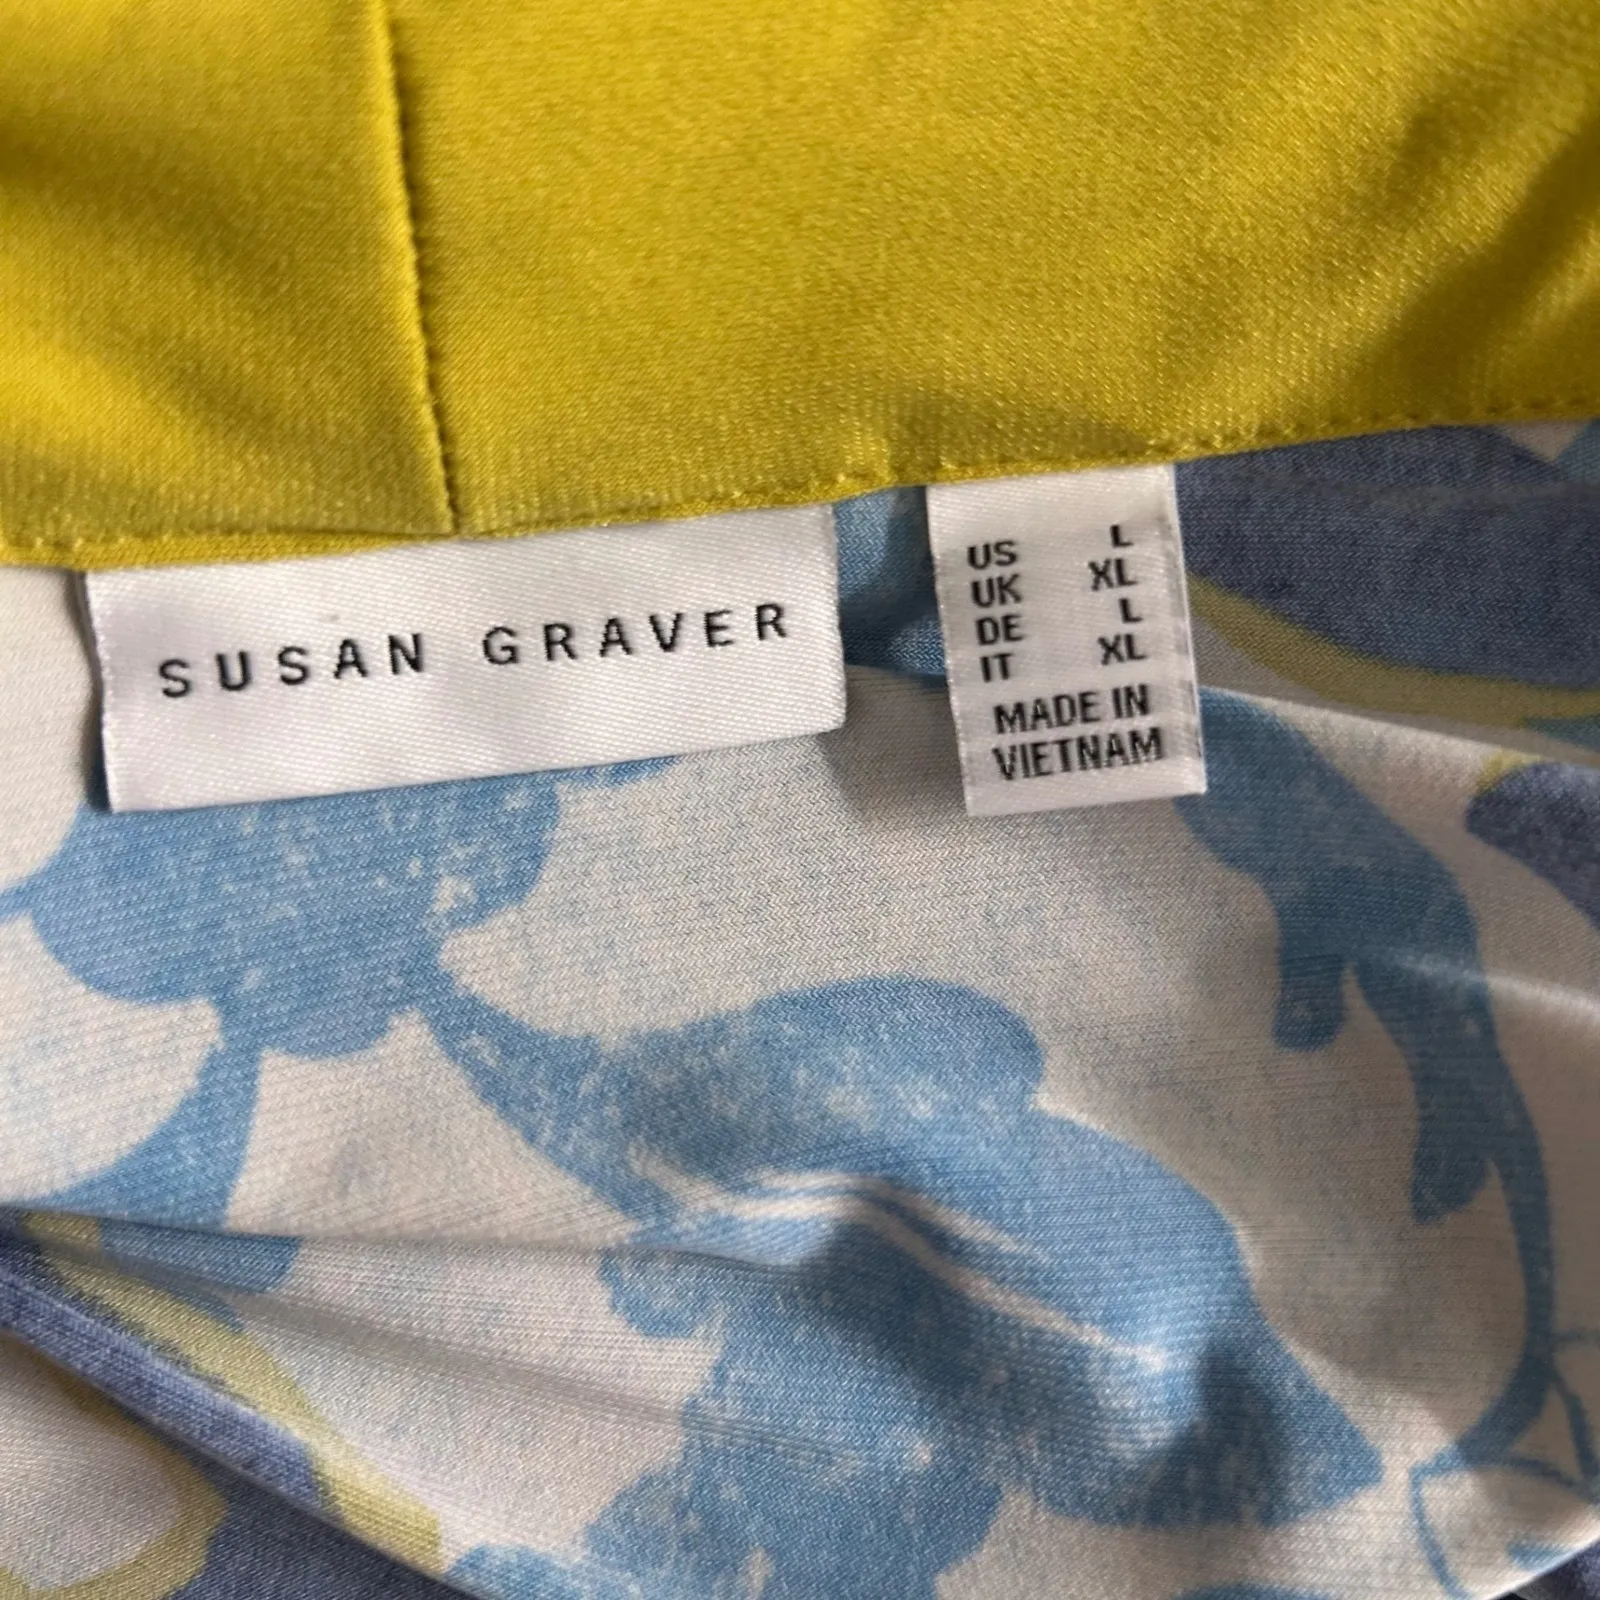 SUSAN GRAVER
US L
UK XL
DE L
IT XL
MADE IN
VIETNAM